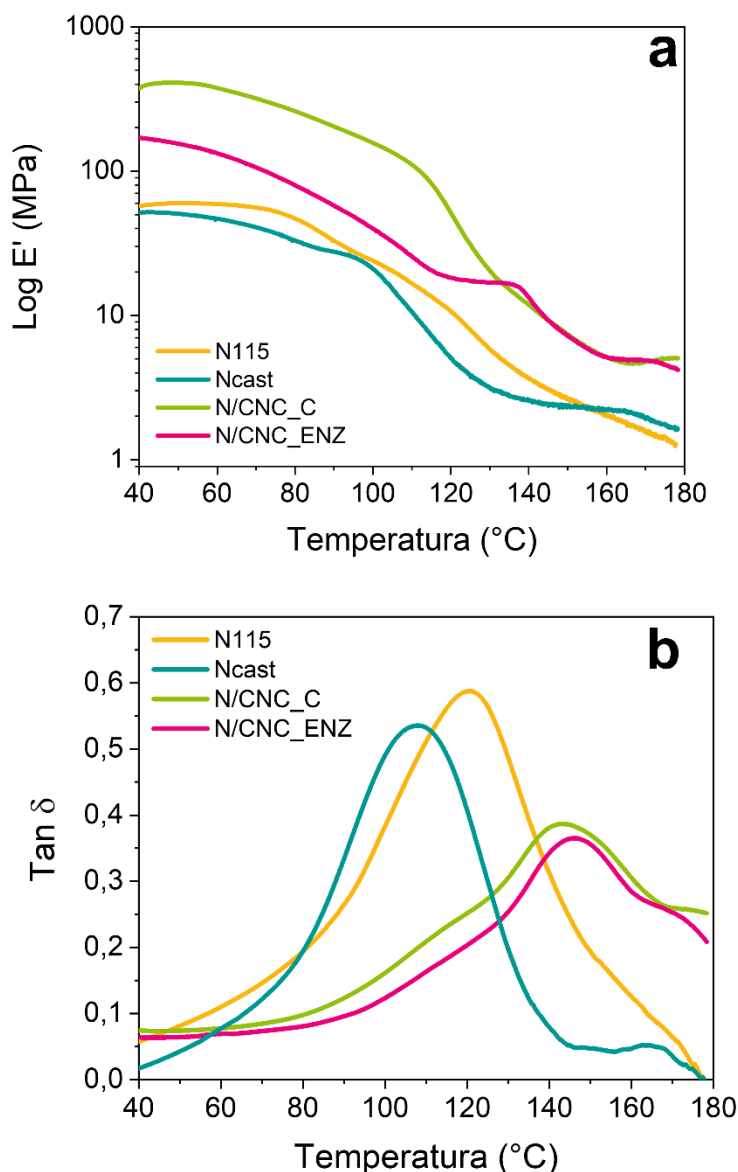 a
1000
100
10
1
Log E' (MPa)
N115
Ncast
N/CNC_C
N/CNC_ENZ
40 60 80 100 120 140 160 180
Temperatura (°C)
b
0,7
0,6
0,5
0,4
0,3
0,2
0,1
0,0
Tan δ
N115
Ncast
N/CNC_C
N/CNC_ENZ
40 60 80 100 120 140 160 180
Temperatura (°C)